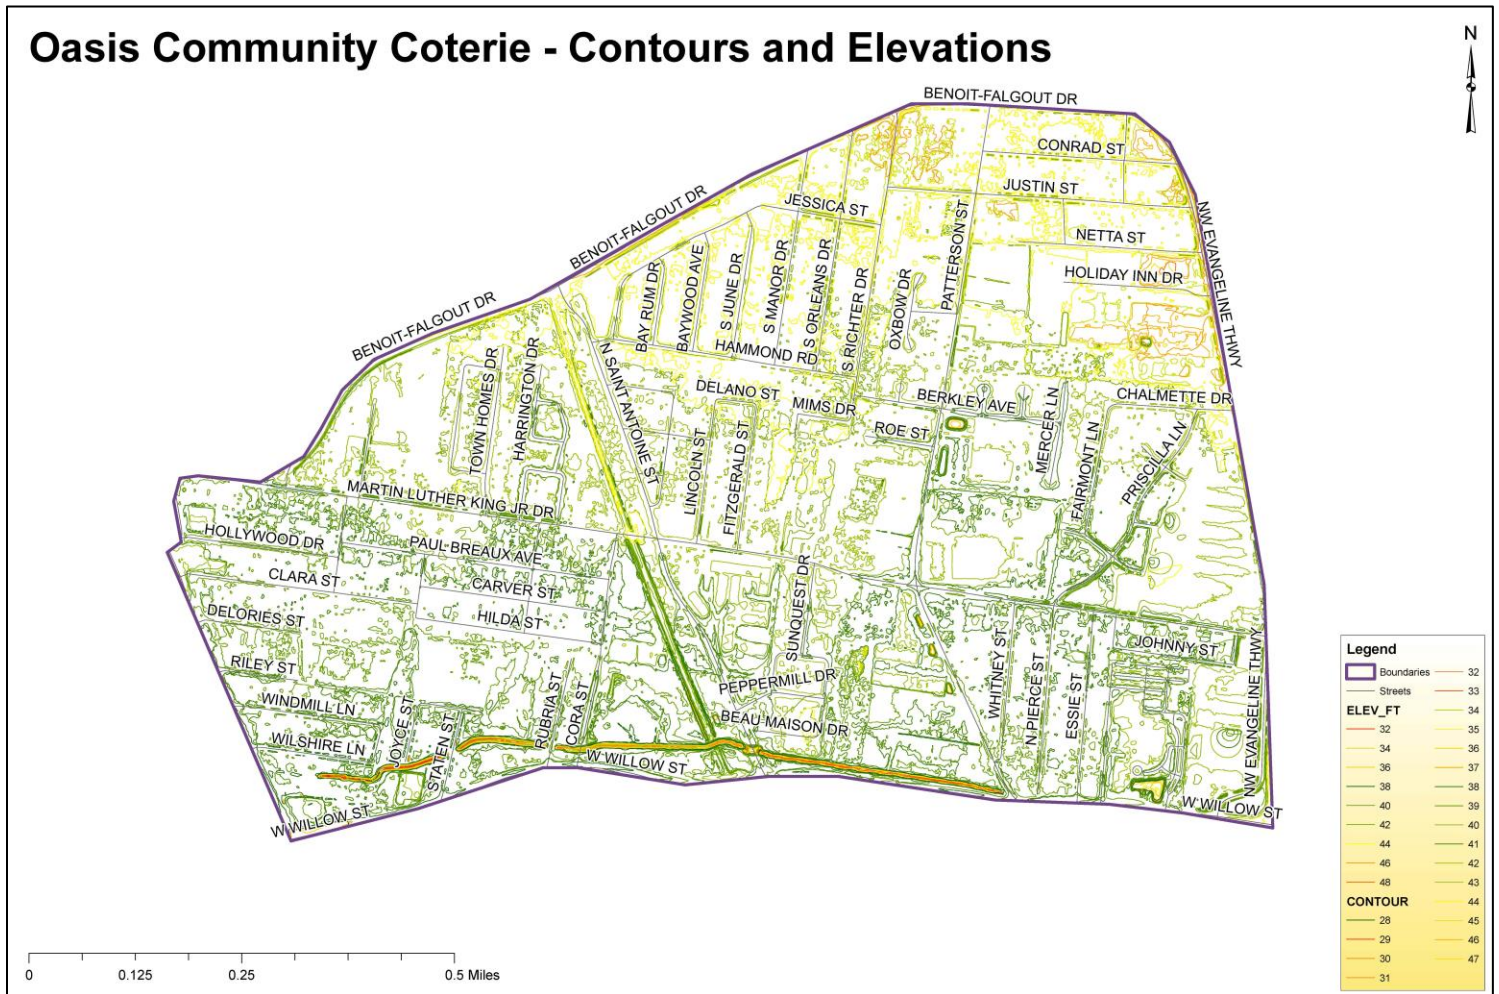 Oasis Community Coterie - Contours and Elevations
N
BENOIT-FALGOUT DR
CONRAD ST
JUSTIN ST
JESSICA ST
BENOIT-FALGOUT DR
NW EVANGELINE THWY
PATTERSON ST
NETTA ST
HOLIDAY INN DR
BAY RUM DR
BAYWOOD AVE
S JUNE DR
S MANOR DR
S ORLEANS DR
S RICHTER DR
OXBOW DR
BENOIT-FALGOUT DR
HAMMOND RD
N SAINT ANTOINE ST
TOWN HOMES DR
HARRINGTON DR
DELANO ST
MIMS DR
BERKLEY AVE
CHALMETTE DR
ROE ST
MERCER LN
FAIRMONT LN
PRISCILLA LN
LINCOLN ST
FITZGERALD ST
MARTIN LUTHER KING JR DR
HOLLYWOOD DR
PAUL BREAUX AVE
CLARA ST
CARVER ST
DELORIES ST
HILDA ST
SUNQUEST DR
WHITNEY ST
N PIERCE ST
ESSIE ST
JOHNNY ST
RILEY ST
PEPPERMILL DR
WINDMILL LN
JOYCE ST
STATEN ST
RUBRIA ST
CORA ST
BEAU MAISON DR
NW EVANGELINE THWY
WILSHIRE LN
W WILLOW ST
W WILLOW ST
W WILLOW ST
Legend
Boundaries
Streets
ELEV_FT
32
34
36
38
40
42
44
46
48
CONTOUR
28
29
30
31
32
33
34
35
36
37
38
39
40
41
42
43
44
45
46
47
0 0.125 0.25 0.5 Miles